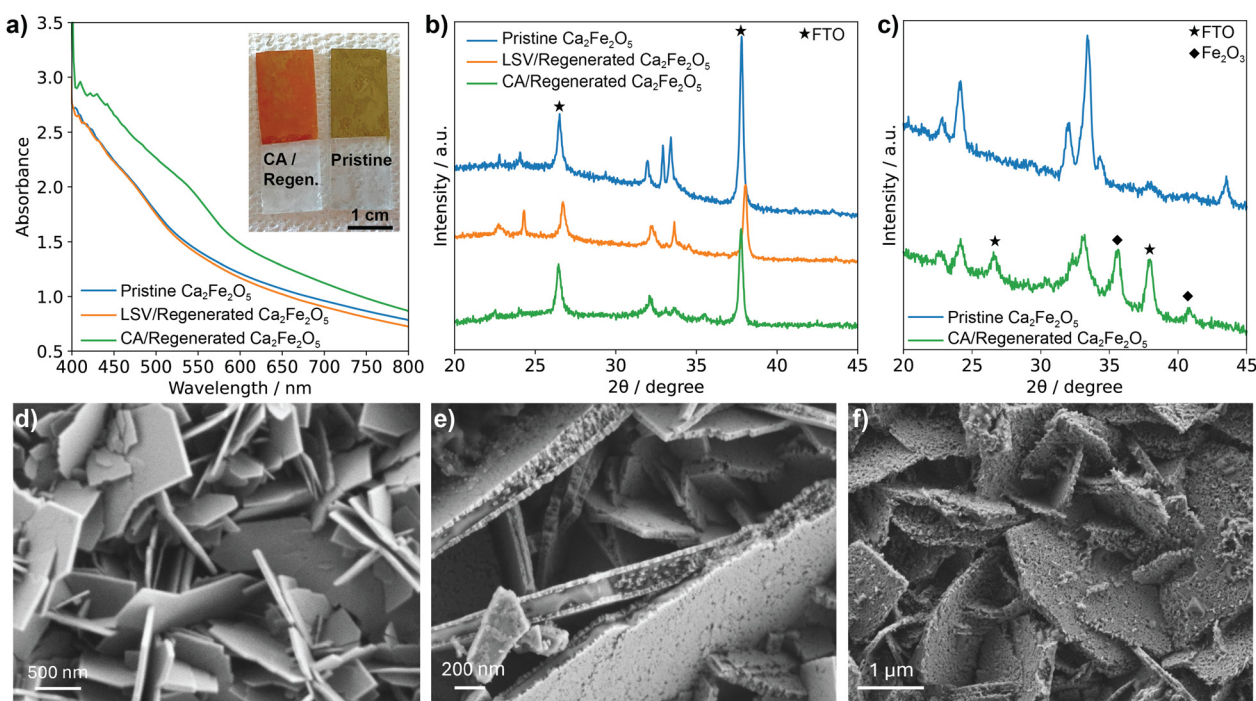 a)
3.5
3.0
2.5
2.0
1.5
1.0
0.5
Absorbance
400 450 500 550 600 650 700 750 800
Wavelength / nm
CA / Regen.
Pristine
1 cm
Pristine Ca₂Fe₂O₅
LSV/Regenerated Ca₂Fe₂O₅
CA/Regenerated Ca₂Fe₂O₅
b)
Pristine Ca₂Fe₂O₅
LSV/Regenerated Ca₂Fe₂O₅
CA/Regenerated Ca₂Fe₂O₅
★FTO
Intensity / a.u.
20 25 30 35 40 45
2θ / degree
c)
★ FTO
◆ Fe₂O₃
Intensity / a.u.
Pristine Ca₂Fe₂O₅
CA/Regenerated Ca₂Fe₂O₅
20 25 30 35 40 45
2θ / degree
d)
500 nm
e)
200 nm
f)
1 μm